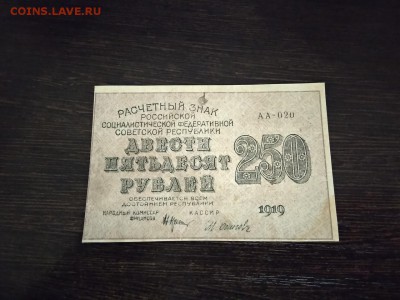 COINS.LAVE.RU
РАСЧЕТНЫЙ ЗНАК
РОССИЙСКОЙ
СОЦИАЛИСТИЧЕСКОЙ ФЕДЕРАТИВНОЙ
СОВЕТСКОЙ РЕСПУБЛИКИ
АА-020
ДВЕСТИ
ПЯТЬДЕСЯТ
РУБЛЕЙ
250
ОБЕСПЕЧИВАЕТСЯ ВСЕМ
ДОСТОЯНИЕМ РЕСПУБЛИКИ
1919
НАРОДНЫЙ КОМИССАР
ФИНАНСОВ
КАССИР